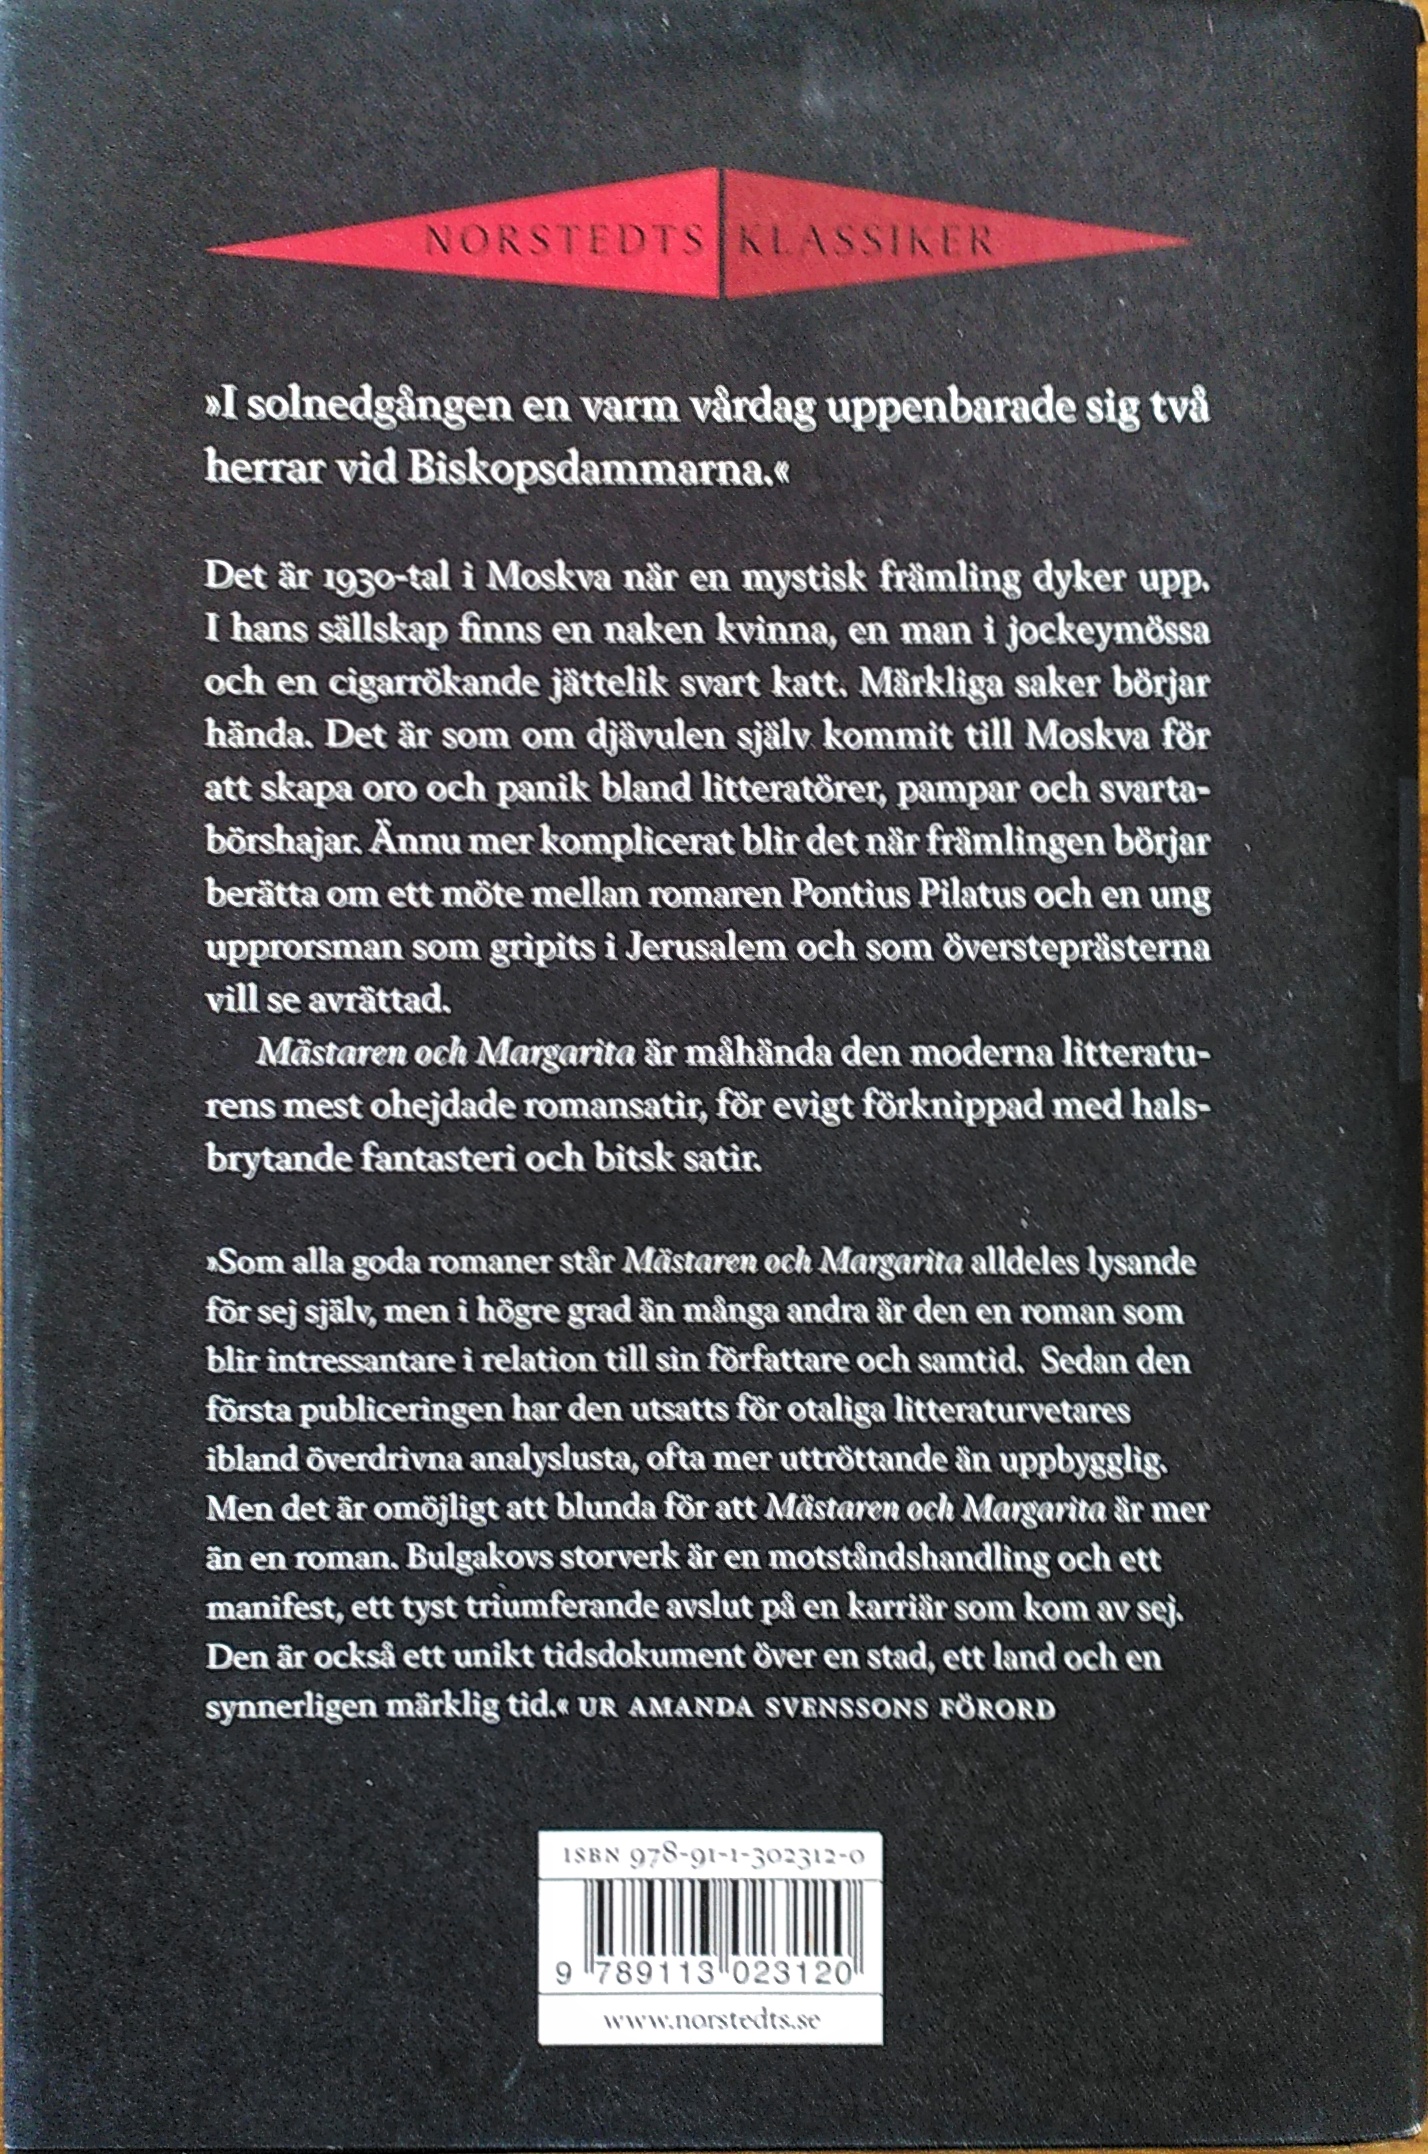 NORSTEDTS KLASSIKER
»I solnedgången en varm vårdag uppenbarade sig två
herrar vid Biskopsdammarna.«
Det är 1930-tal i Moskva när en mystisk främling dyker upp.
I hans sällskap finns en naken kvinna, en man i jockeymössa
och en cigarrökande jättelik svart katt. Märkliga saker börjar
hända. Det är som om djävulen själv kommit till Moskva för
att skapa oro och panik bland litteratörer, pampar och svarta-
börshajar. Ännu mer komplicerat blir det när främlingen börjar
berätta om ett möte mellan romaren Pontius Pilatus och en ung
upprorsman som gripits i Jerusalem och som översteprästerna
vill se avrättad.
Mästaren och Margarita är måhända den moderna litteratu-
rens mest ohejdade romansatir, för evigt förknippad med hals-
brytande fantasteri och bitsk satir.
»Som alla goda romaner står Mästaren och Margarita alldeles lysande
för sej själv, men i högre grad än många andra är den en roman som
blir intressantare i relation till sin författare och samtid. Sedan den
första publiceringen har den utsatts för otaliga litteraturvetares
ibland överdrivna analyslusta, ofta mer uttröttande än uppbygglig.
Men det är omöjligt att blunda för att Mästaren och Margarita är mer
än en roman. Bulgakovs storverk är en motståndshandling och ett
manifest, ett tyst triumferande avslut på en karriär som kom av sej.
Den är också ett unikt tidsdokument över en stad, ett land och en
synnerligen märklig tid.« UR AMANDA SVENSSONS FÖRORD
ISBN 978-91-1-302312-0
9 789113 023120
www.norstedts.se